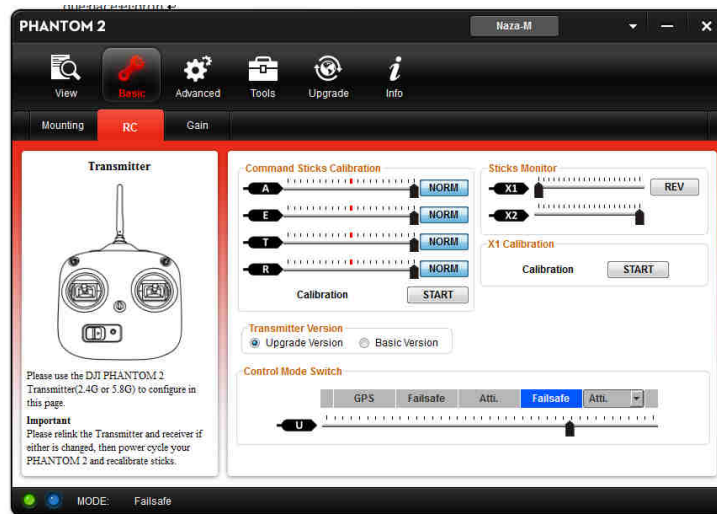 PHANTOM 2
Naza-M
View
Basic
Advanced
Tools
Upgrade
Info
Mounting
RC
Gain
Transmitter
Please use the DJI PHANTOM 2
Transmitter(2.4G or 5.8G) to configure in
this page.
Important
Please relink the Transmitter and receiver if
either is changed, then power cycle your
PHANTOM 2 and recalibrate sticks.
Command Sticks Calibration
A NORM
E NORM
T NORM
R NORM
Calibration START
Sticks Monitor
X1 REV
X2
X1 Calibration
Calibration START
Transmitter Version
Upgrade Version Basic Version
Control Mode Switch
GPS Failsafe Atti. Failsafe Atti.
U
MODE: Failsafe